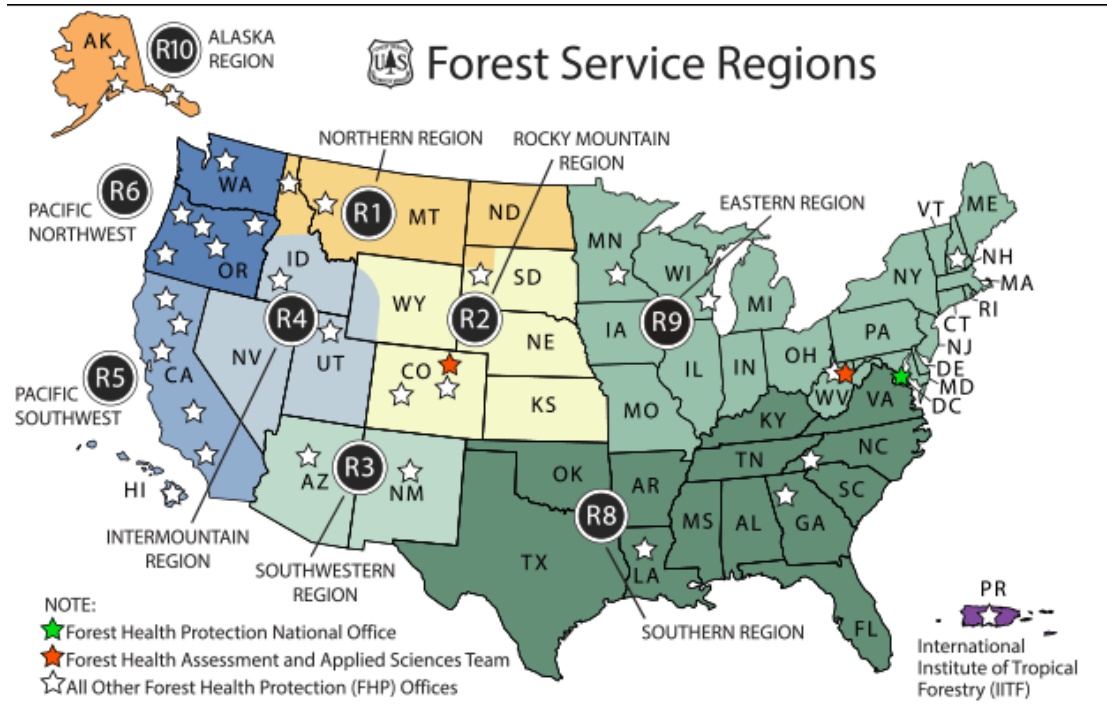 AK
R10
ALASKA
REGION
US
Forest Service Regions
NORTHERN REGION
ROCKY MOUNTAIN
REGION
R6
PACIFIC
NORTHWEST
WA
R1
MT
ND
EASTERN REGION
VT
ME
MN
OR
ID
SD
WI
NY
NH
MA
WY
R4
R2
R9
MI
RI
IA
PA
CT
NE
NJ
NV
UT
OH
R5
CO
IL
IN
DE
PACIFIC
SOUTHWEST
CA
WV
MD
VA
DC
KS
MO
KY
NC
TN
R3
AZ
NM
OK
AR
SC
HI
R8
MS
AL
GA
INTERMOUNTAIN
REGION
TX
LA
SOUTHWESTERN
REGION
PR
NOTE:
Forest Health Protection National Office
SOUTHERN REGION
FL
International
Institute of Tropical
Forestry (IITF)
Forest Health Assessment and Applied Sciences Team
All Other Forest Health Protection (FHP) Offices